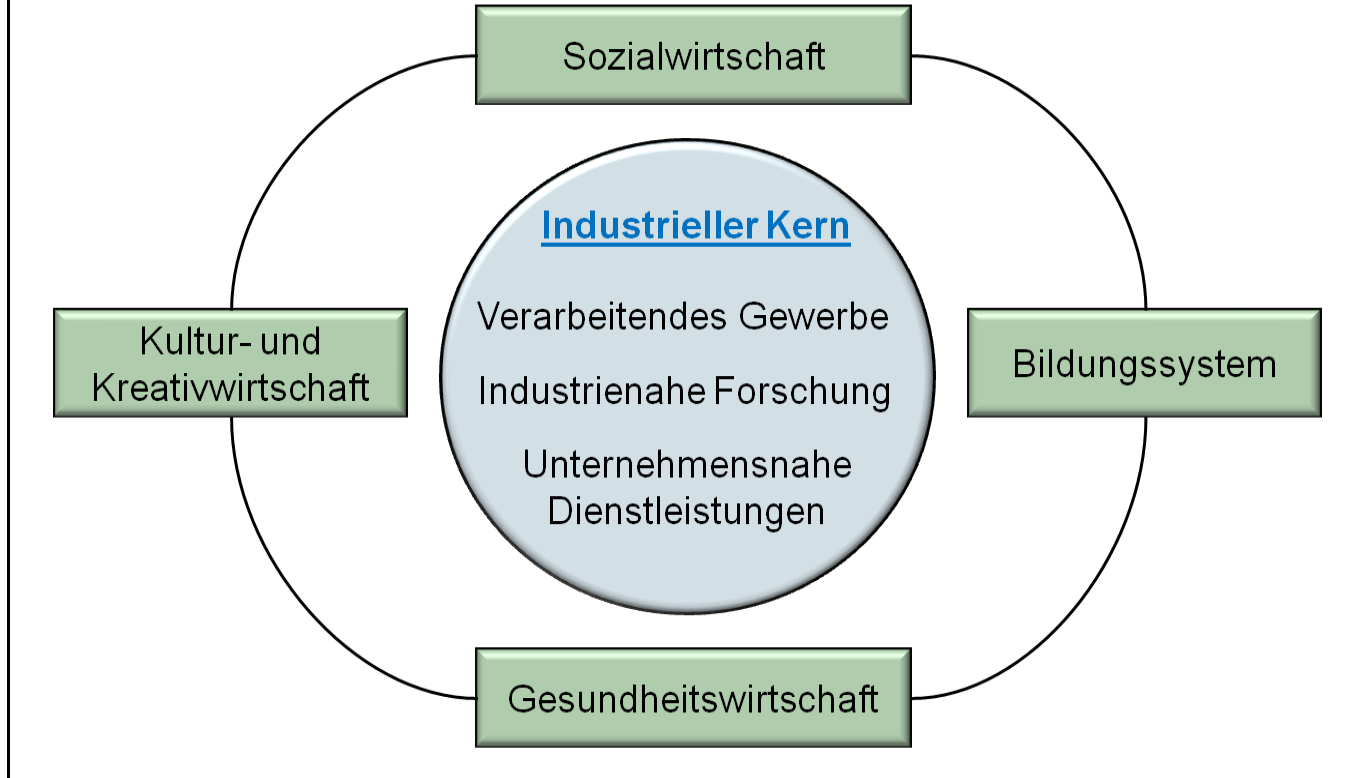 Sozialwirtschaft
Industrieller Kern
Verarbeitendes Gewerbe
Industrienahe Forschung
Unternehmensnahe
Dienstleistungen
Kultur- und
Kreativwirtschaft
Bildungssystem
Gesundheitswirtschaft